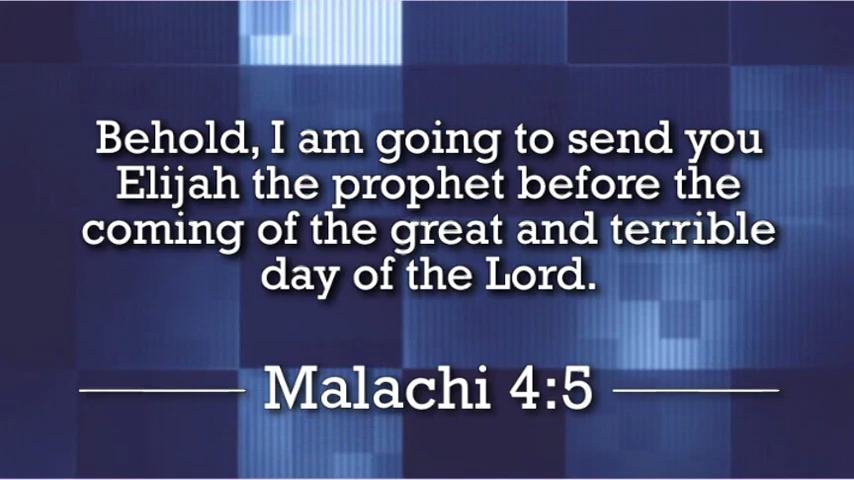 Behold, I am going to send you
Elijah the prophet before the
coming of the great and terrible
day of the Lord.
Malachi 4:5